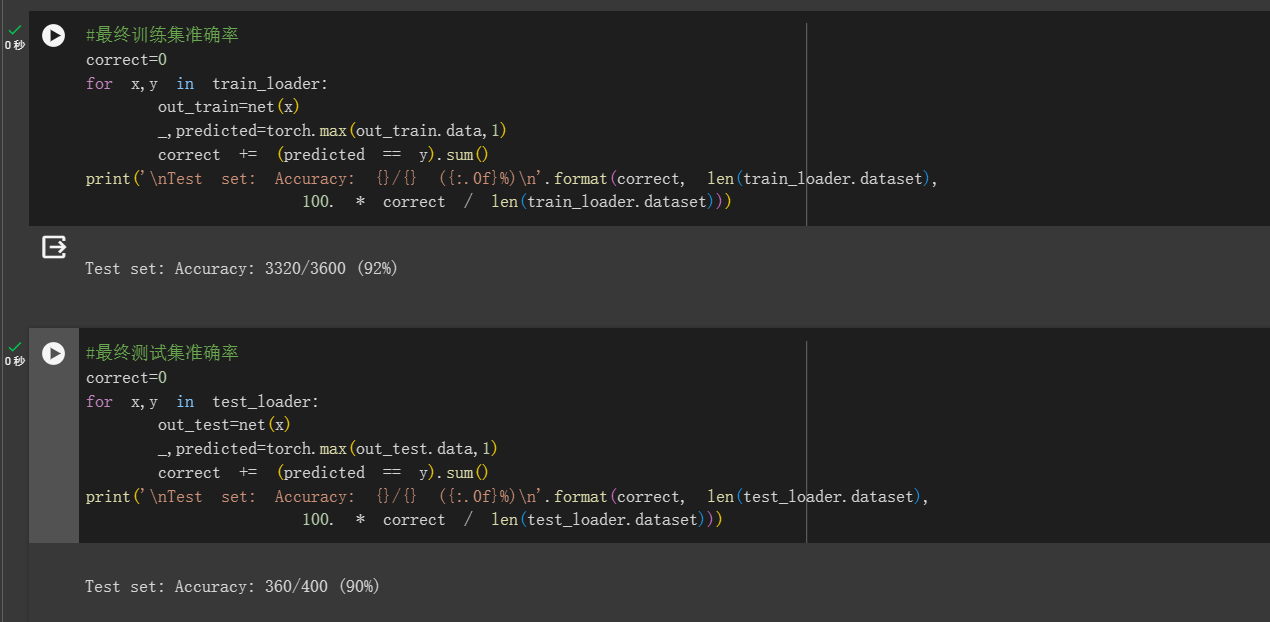 #最终训练集准确率
0 秒
correct=0
for x,y in train_loader:
out_train=net(x)
_,predicted=torch.max(out_train.data,1)
correct += (predicted == y).sum()
print('\nTest set: Accuracy: {}/{} ({:.0f}%)\n'.format(correct, len(train_loader.dataset),
100. * correct / len(train_loader.dataset)))
Test set: Accuracy: 3320/3600 (92%)
#最终测试集准确率
0 秒
correct=0
for x,y in test_loader:
out_test=net(x)
_,predicted=torch.max(out_test.data,1)
correct += (predicted == y).sum()
print('\nTest set: Accuracy: {}/{} ({:.0f}%)\n'.format(correct, len(test_loader.dataset),
100. * correct / len(test_loader.dataset)))
Test set: Accuracy: 360/400 (90%)